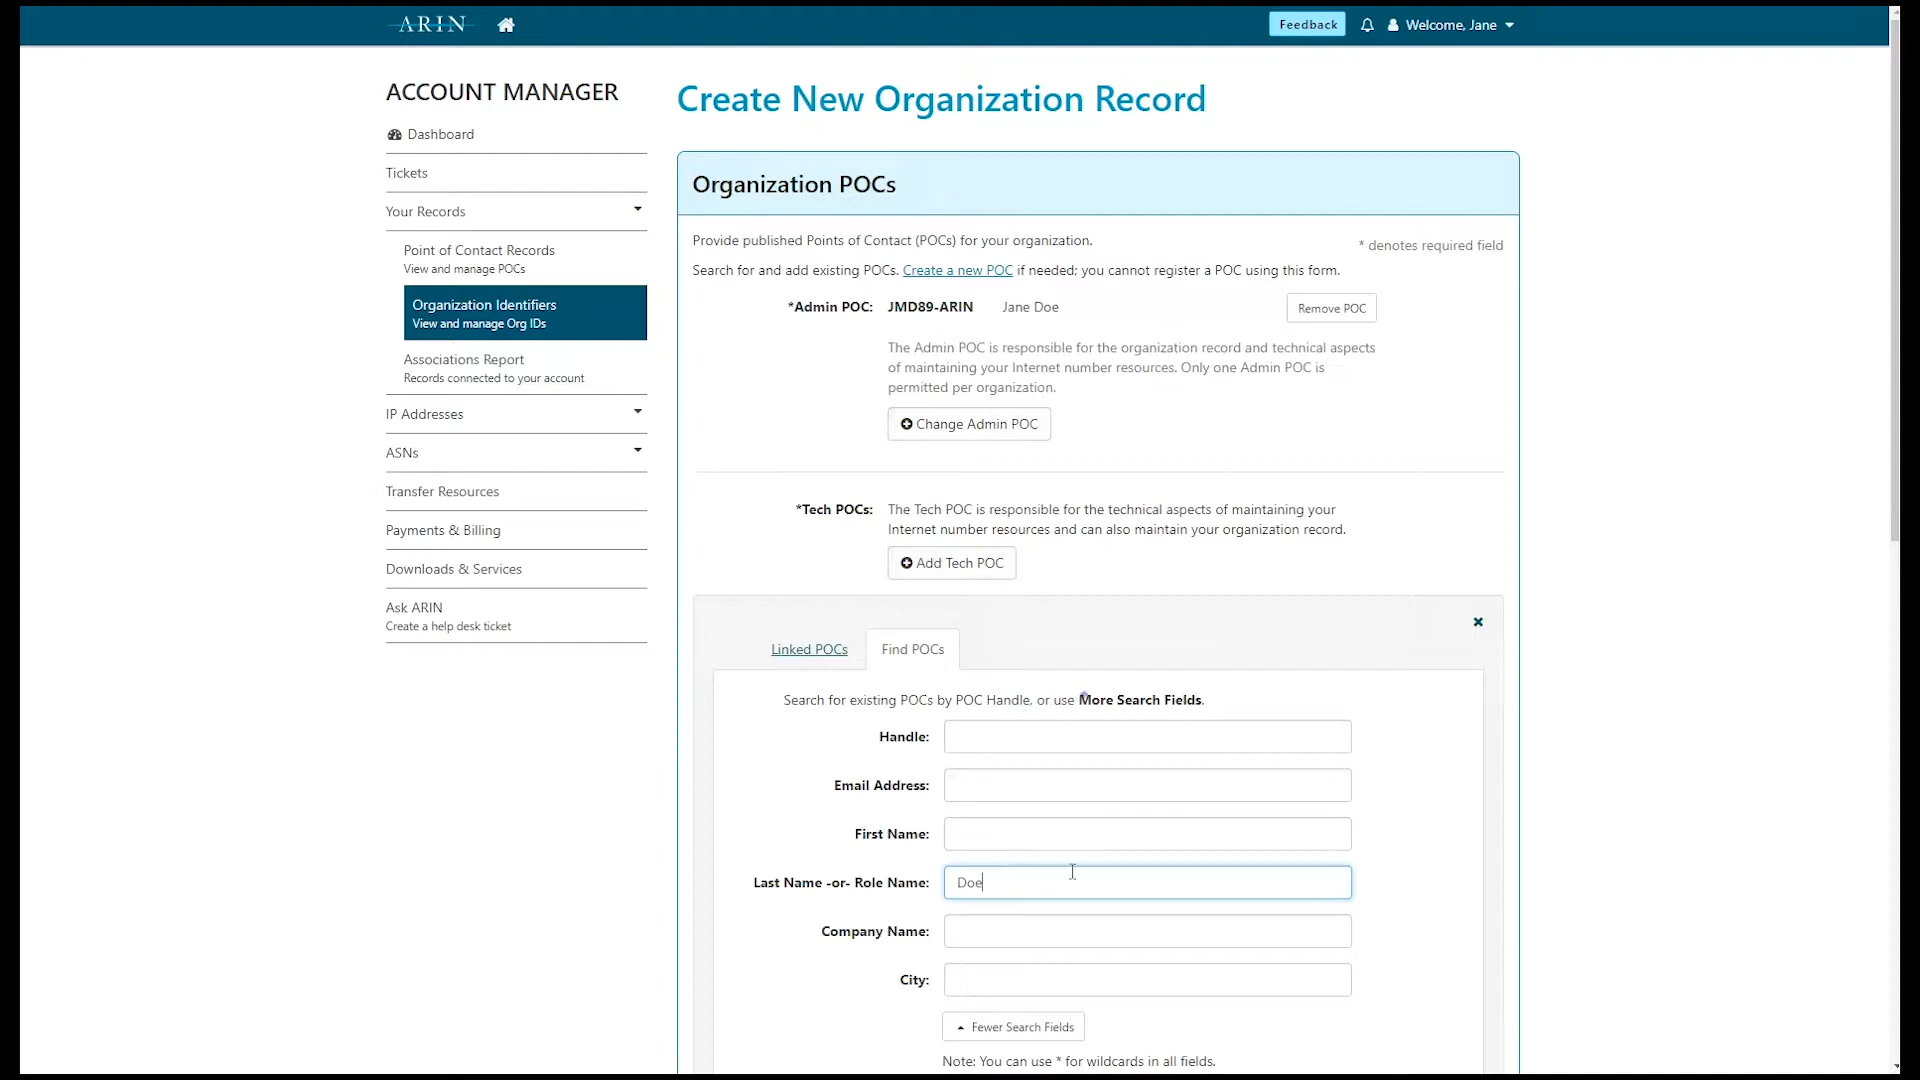 ARIN
Feedback
Welcome, Jane
ACCOUNT MANAGER
Dashboard
Tickets
Your Records
Point of Contact Records
View and manage POCs
Organization Identifiers
View and manage Org IDs
Associations Report
Records connected to your account
IP Addresses
ASNs
Transfer Resources
Payments & Billing
Downloads & Services
Ask ARIN
Create a help desk ticket
Create New Organization Record
Organization POCs
Provide published Points of Contact (POCs) for your organization.
* denotes required field
Search for and add existing POCs. Create a new POC if needed; you cannot register a POC using this form.
*Admin POC: JMD89-ARIN Jane Doe Remove POC
The Admin POC is responsible for the organization record and technical aspects
of maintaining your Internet number resources. Only one Admin POC is
permitted per organization.
Change Admin POC
*Tech POCs: The Tech POC is responsible for the technical aspects of maintaining your
Internet number resources and can also maintain your organization record.
Add Tech POC
Linked POCs Find POCs
Search for existing POCs by POC Handle, or use More Search Fields.
Handle:
Email Address:
First Name:
Last Name -or- Role Name: Doe
Company Name:
City:
Fewer Search Fields
Note: You can use * for wildcards in all fields.